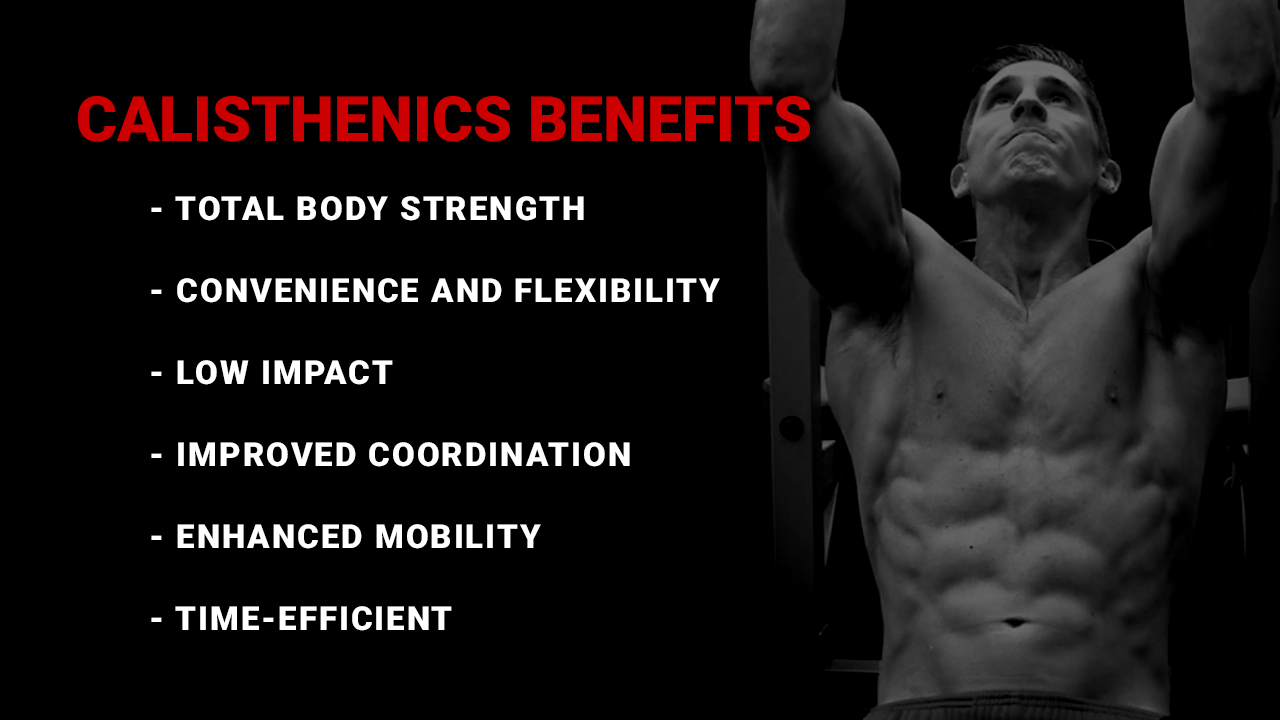 CALISTHENICS BENEFITS
- TOTAL BODY STRENGTH
- CONVENIENCE AND FLEXIBILITY
- LOW IMPACT
- IMPROVED COORDINATION
- ENHANCED MOBILITY
- TIME-EFFICIENT